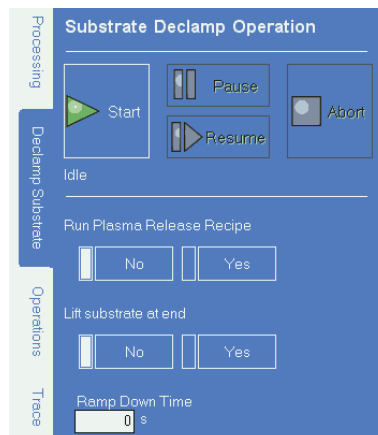 Processing
Declamp Substrate
Operations
Trace
Substrate Declamp Operation
Start
Pause
Resume
Abort
Idle
Run Plasma Release Recipe
No
Yes
Lift substrate at end
No
Yes
Ramp Down Time
0 s